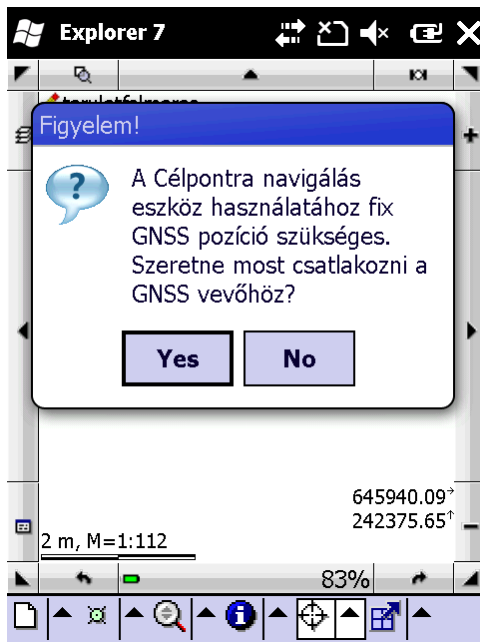 Explorer 7
Figyelem!
A Célpontra navigálás
eszköz használatához fix
GNSS pozíció szükséges.
Szeretne most csatlakozni a
GNSS vevőhöz?
Yes
No
645940.09
242375.65
2 m, M=1:112
83%